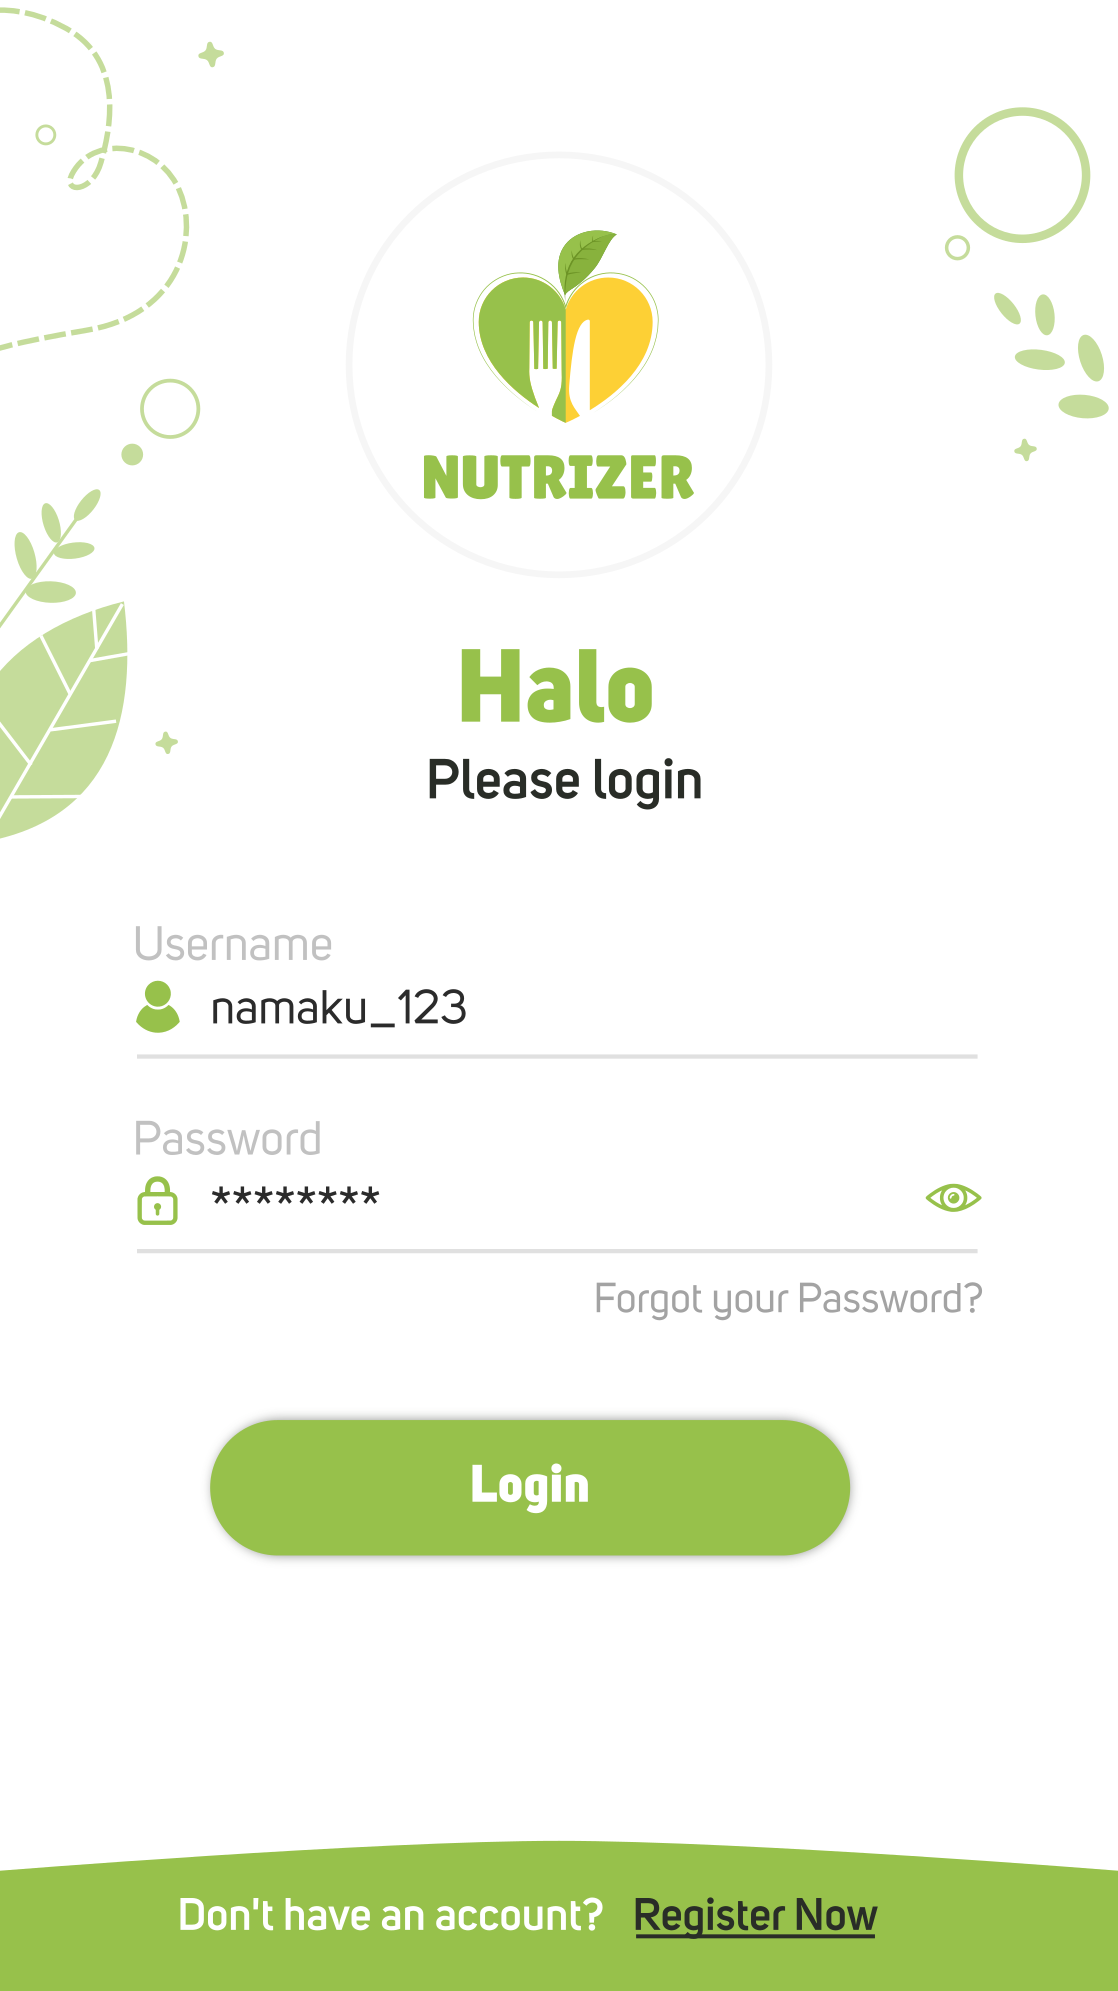 NUTRIZER
Halo
Please login
Username
namaku_123
Password
********
Forgot your Password?
Login
Don't have an account? Register Now